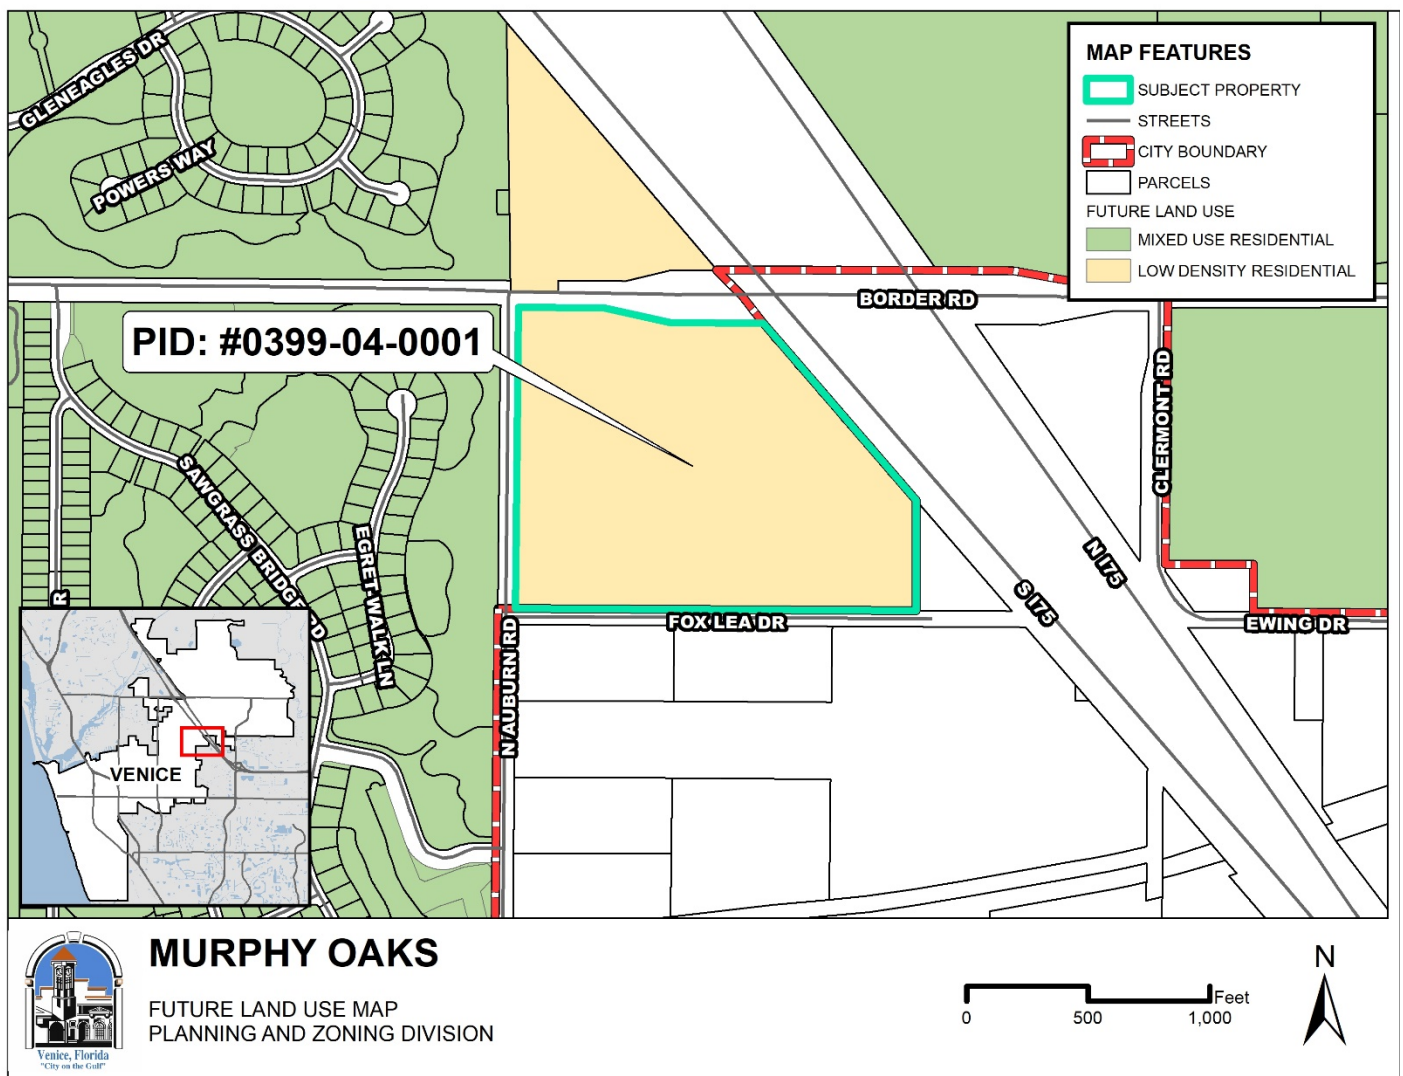 GLENEAGLES DR
POWERS WAY
MAP FEATURES
SUBJECT PROPERTY
STREETS
CITY BOUNDARY
PARCELS
FUTURE LAND USE
MIXED USE RESIDENTIAL
LOW DENSITY RESIDENTIAL
BORDER RD
PID: #0399-04-0001
CLERMONT RD
SAWGRASS BRIDGE RD
EGRET WALK LN
N I75
S I75
R
FOX LEA DR
EWING DR
N AUBURN RD
VENICE
MURPHY OAKS
FUTURE LAND USE MAP
PLANNING AND ZONING DIVISION
Venice, Florida
"City on the Gulf"
Feet
0 500 1,000
N